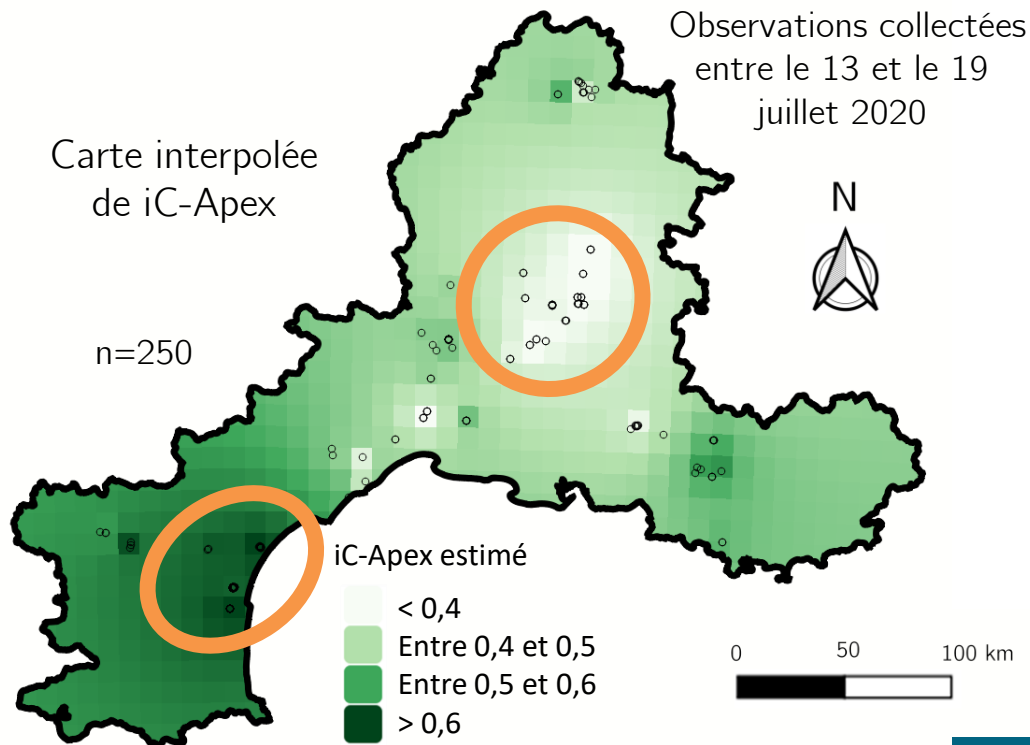 Observations collectées
entre le 13 et le 19
juillet 2020
Carte interpolée
de iC-Apex
N
n=250
iC-Apex estimé
< 0,4
Entre 0,4 et 0,5
Entre 0,5 et 0,6
> 0,6
0 50 100 km